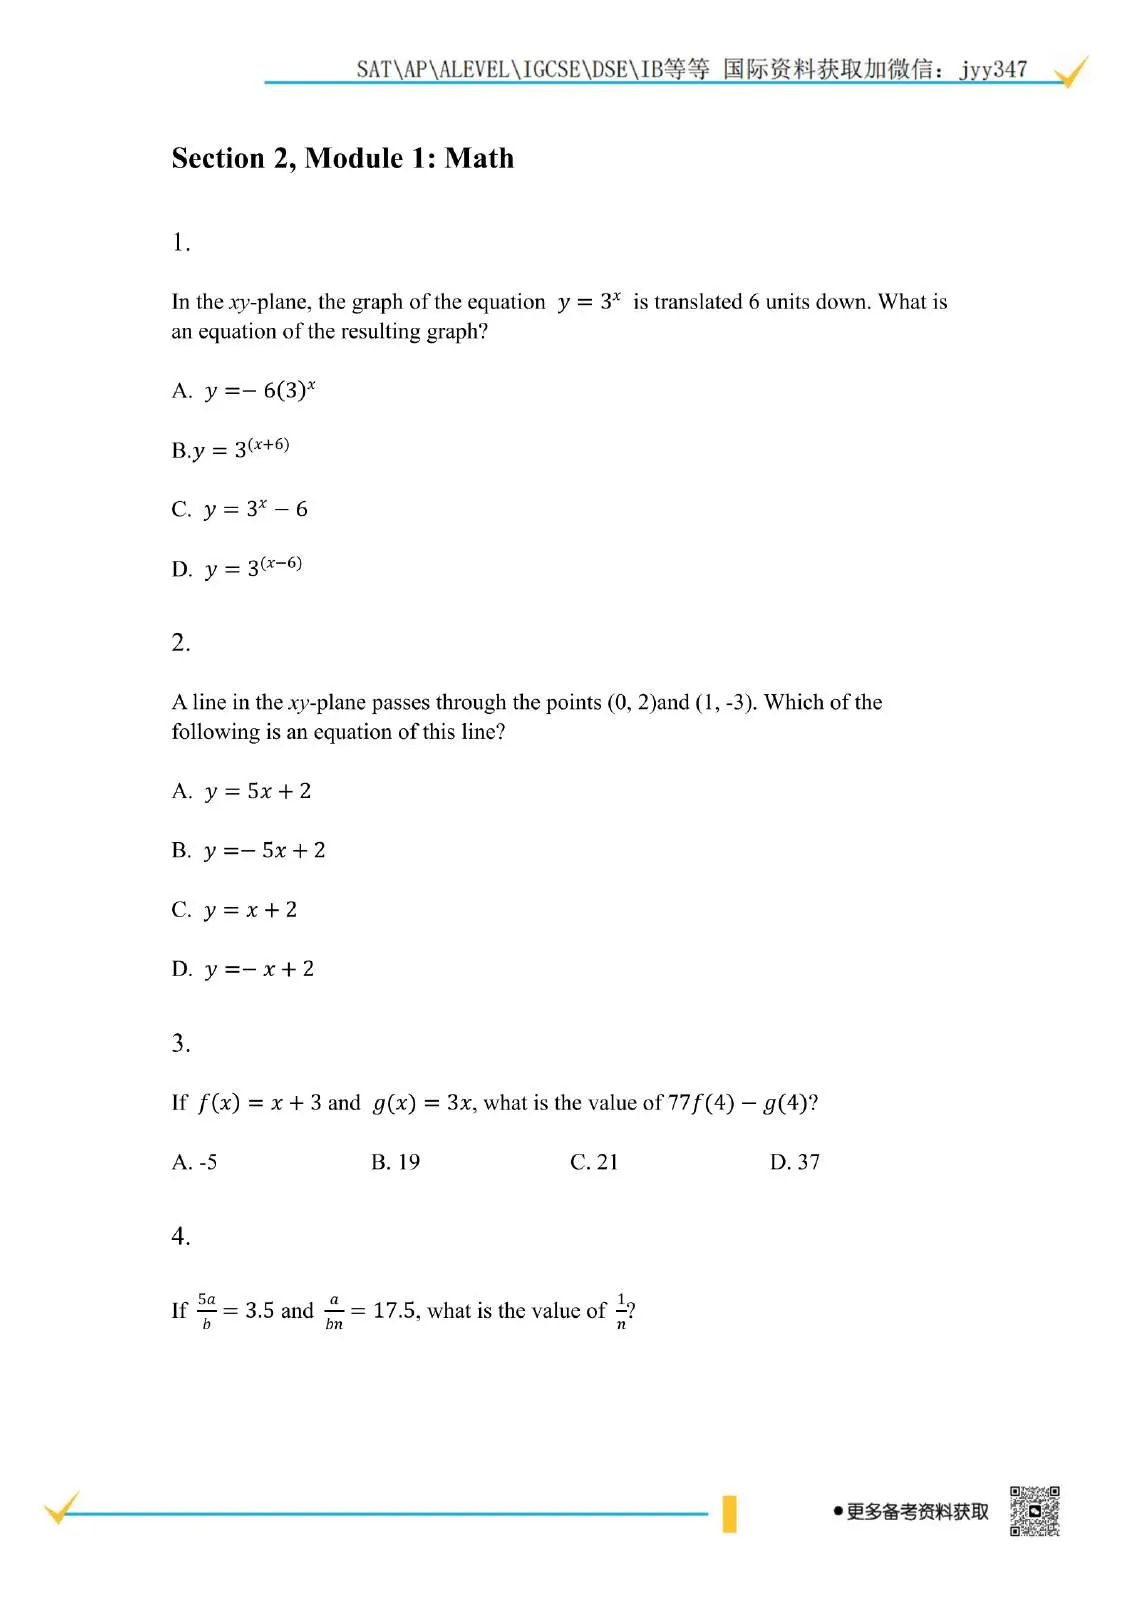 SAT\AP\ALEVEL\IGCSE\DSE\IB等等 国际资料获取加微信：jyy347
Section 2, Module 1: Math
1.
In the xy-plane, the graph of the equation y = 3^x is translated 6 units down. What is
an equation of the resulting graph?
A. y =− 6(3)^x
B.y = 3^(x+6)
C. y = 3^x − 6
D. y = 3^(x−6)
2.
A line in the xy-plane passes through the points (0, 2)and (1, -3). Which of the
following is an equation of this line?
A. y = 5x + 2
B. y =− 5x + 2
C. y = x + 2
D. y =− x + 2
3.
If f(x) = x + 3 and g(x) = 3x, what is the value of 77f(4) − g(4)?
A. -5 B. 19 C. 21 D. 37
4.
If 5a/b = 3.5 and a/bn = 17.5, what is the value of 1/n?
●更多备考资料获取